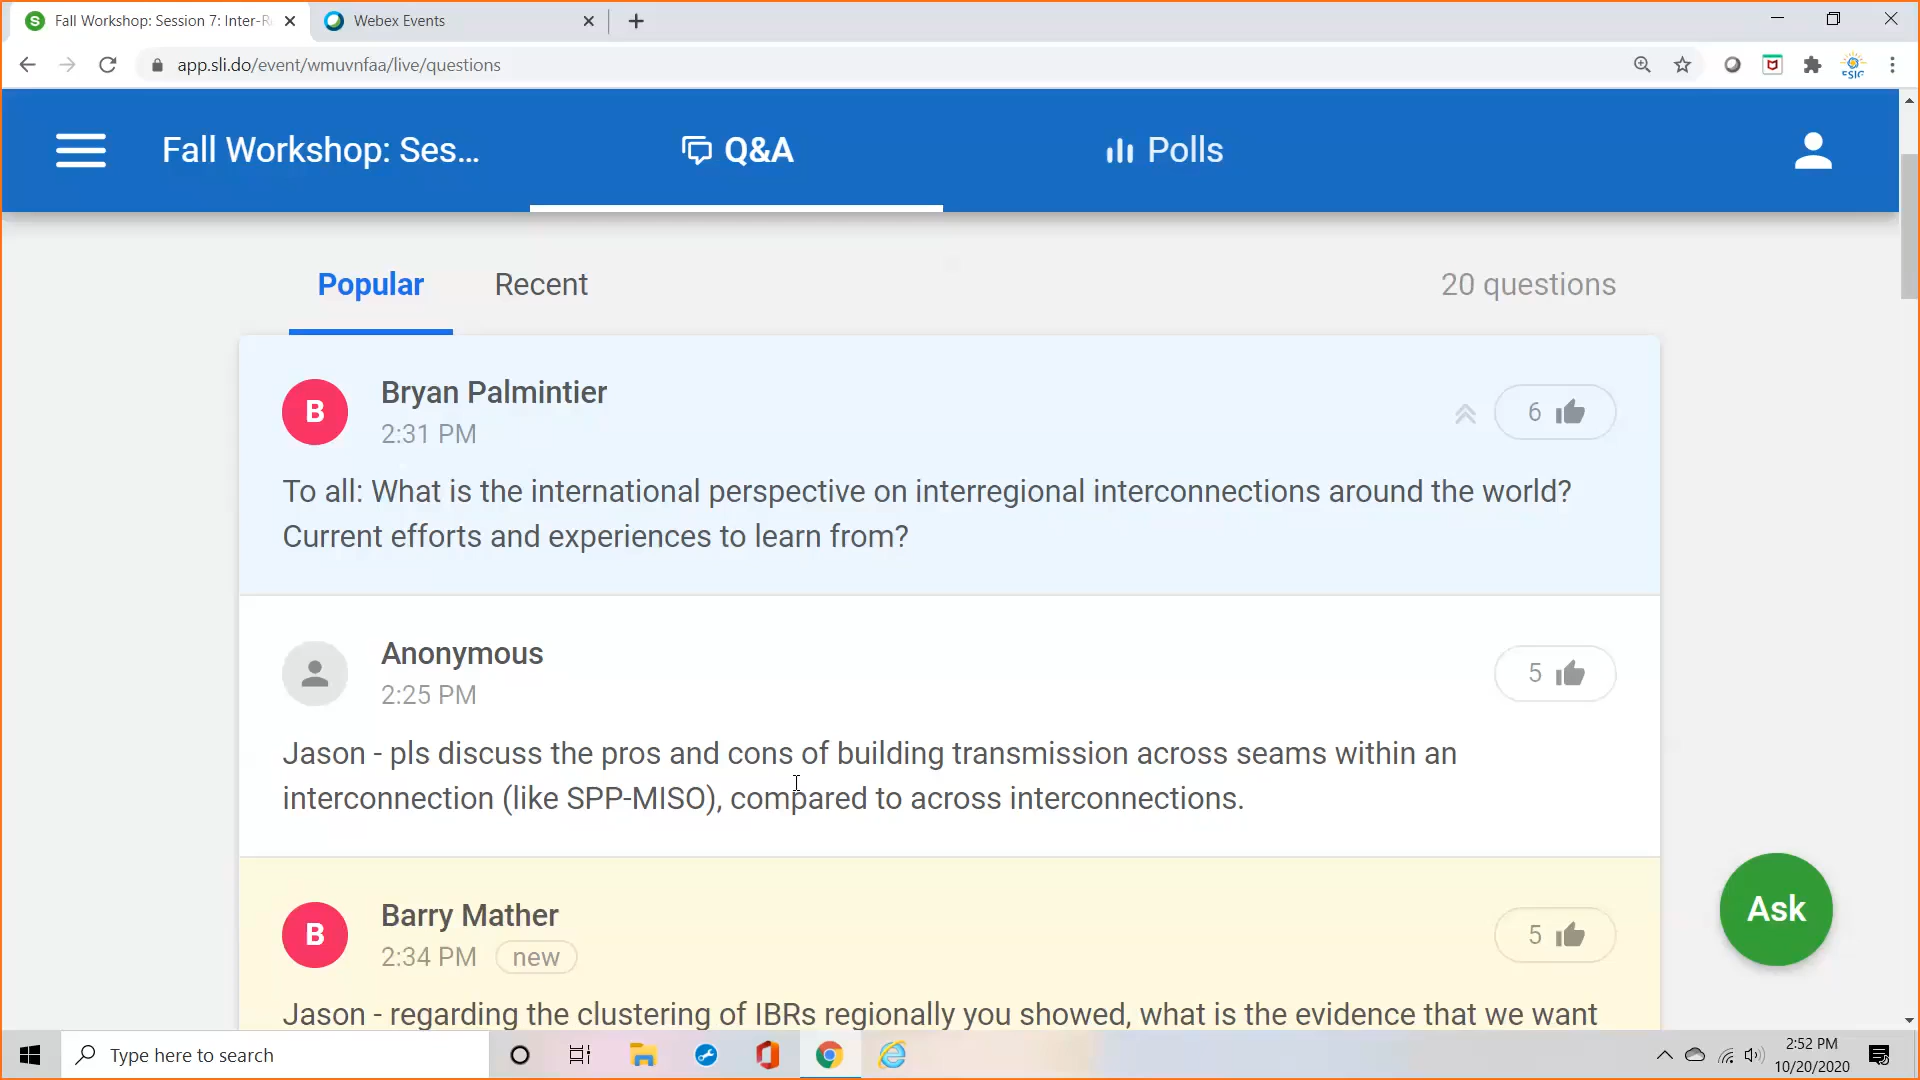 S Fall Workshop: Session 7: Inter-R
Webex Events
app.sli.do/event/wmuvnfaa/live/questions
ESIG
Fall Workshop: Ses...
Q&A
Polls
Popular
Recent
20 questions
B
Bryan Palmintier
2:31 PM
6
To all: What is the international perspective on interregional interconnections around the world?
Current efforts and experiences to learn from?
Anonymous
2:25 PM
5
Jason - pls discuss the pros and cons of building transmission across seams within an
interconnection (like SPP-MISO), compared to across interconnections.
B
Barry Mather
2:34 PM new
5
Jason - regarding the clustering of IBRs regionally you showed, what is the evidence that we want
Ask
Type here to search
2:52 PM
10/20/2020